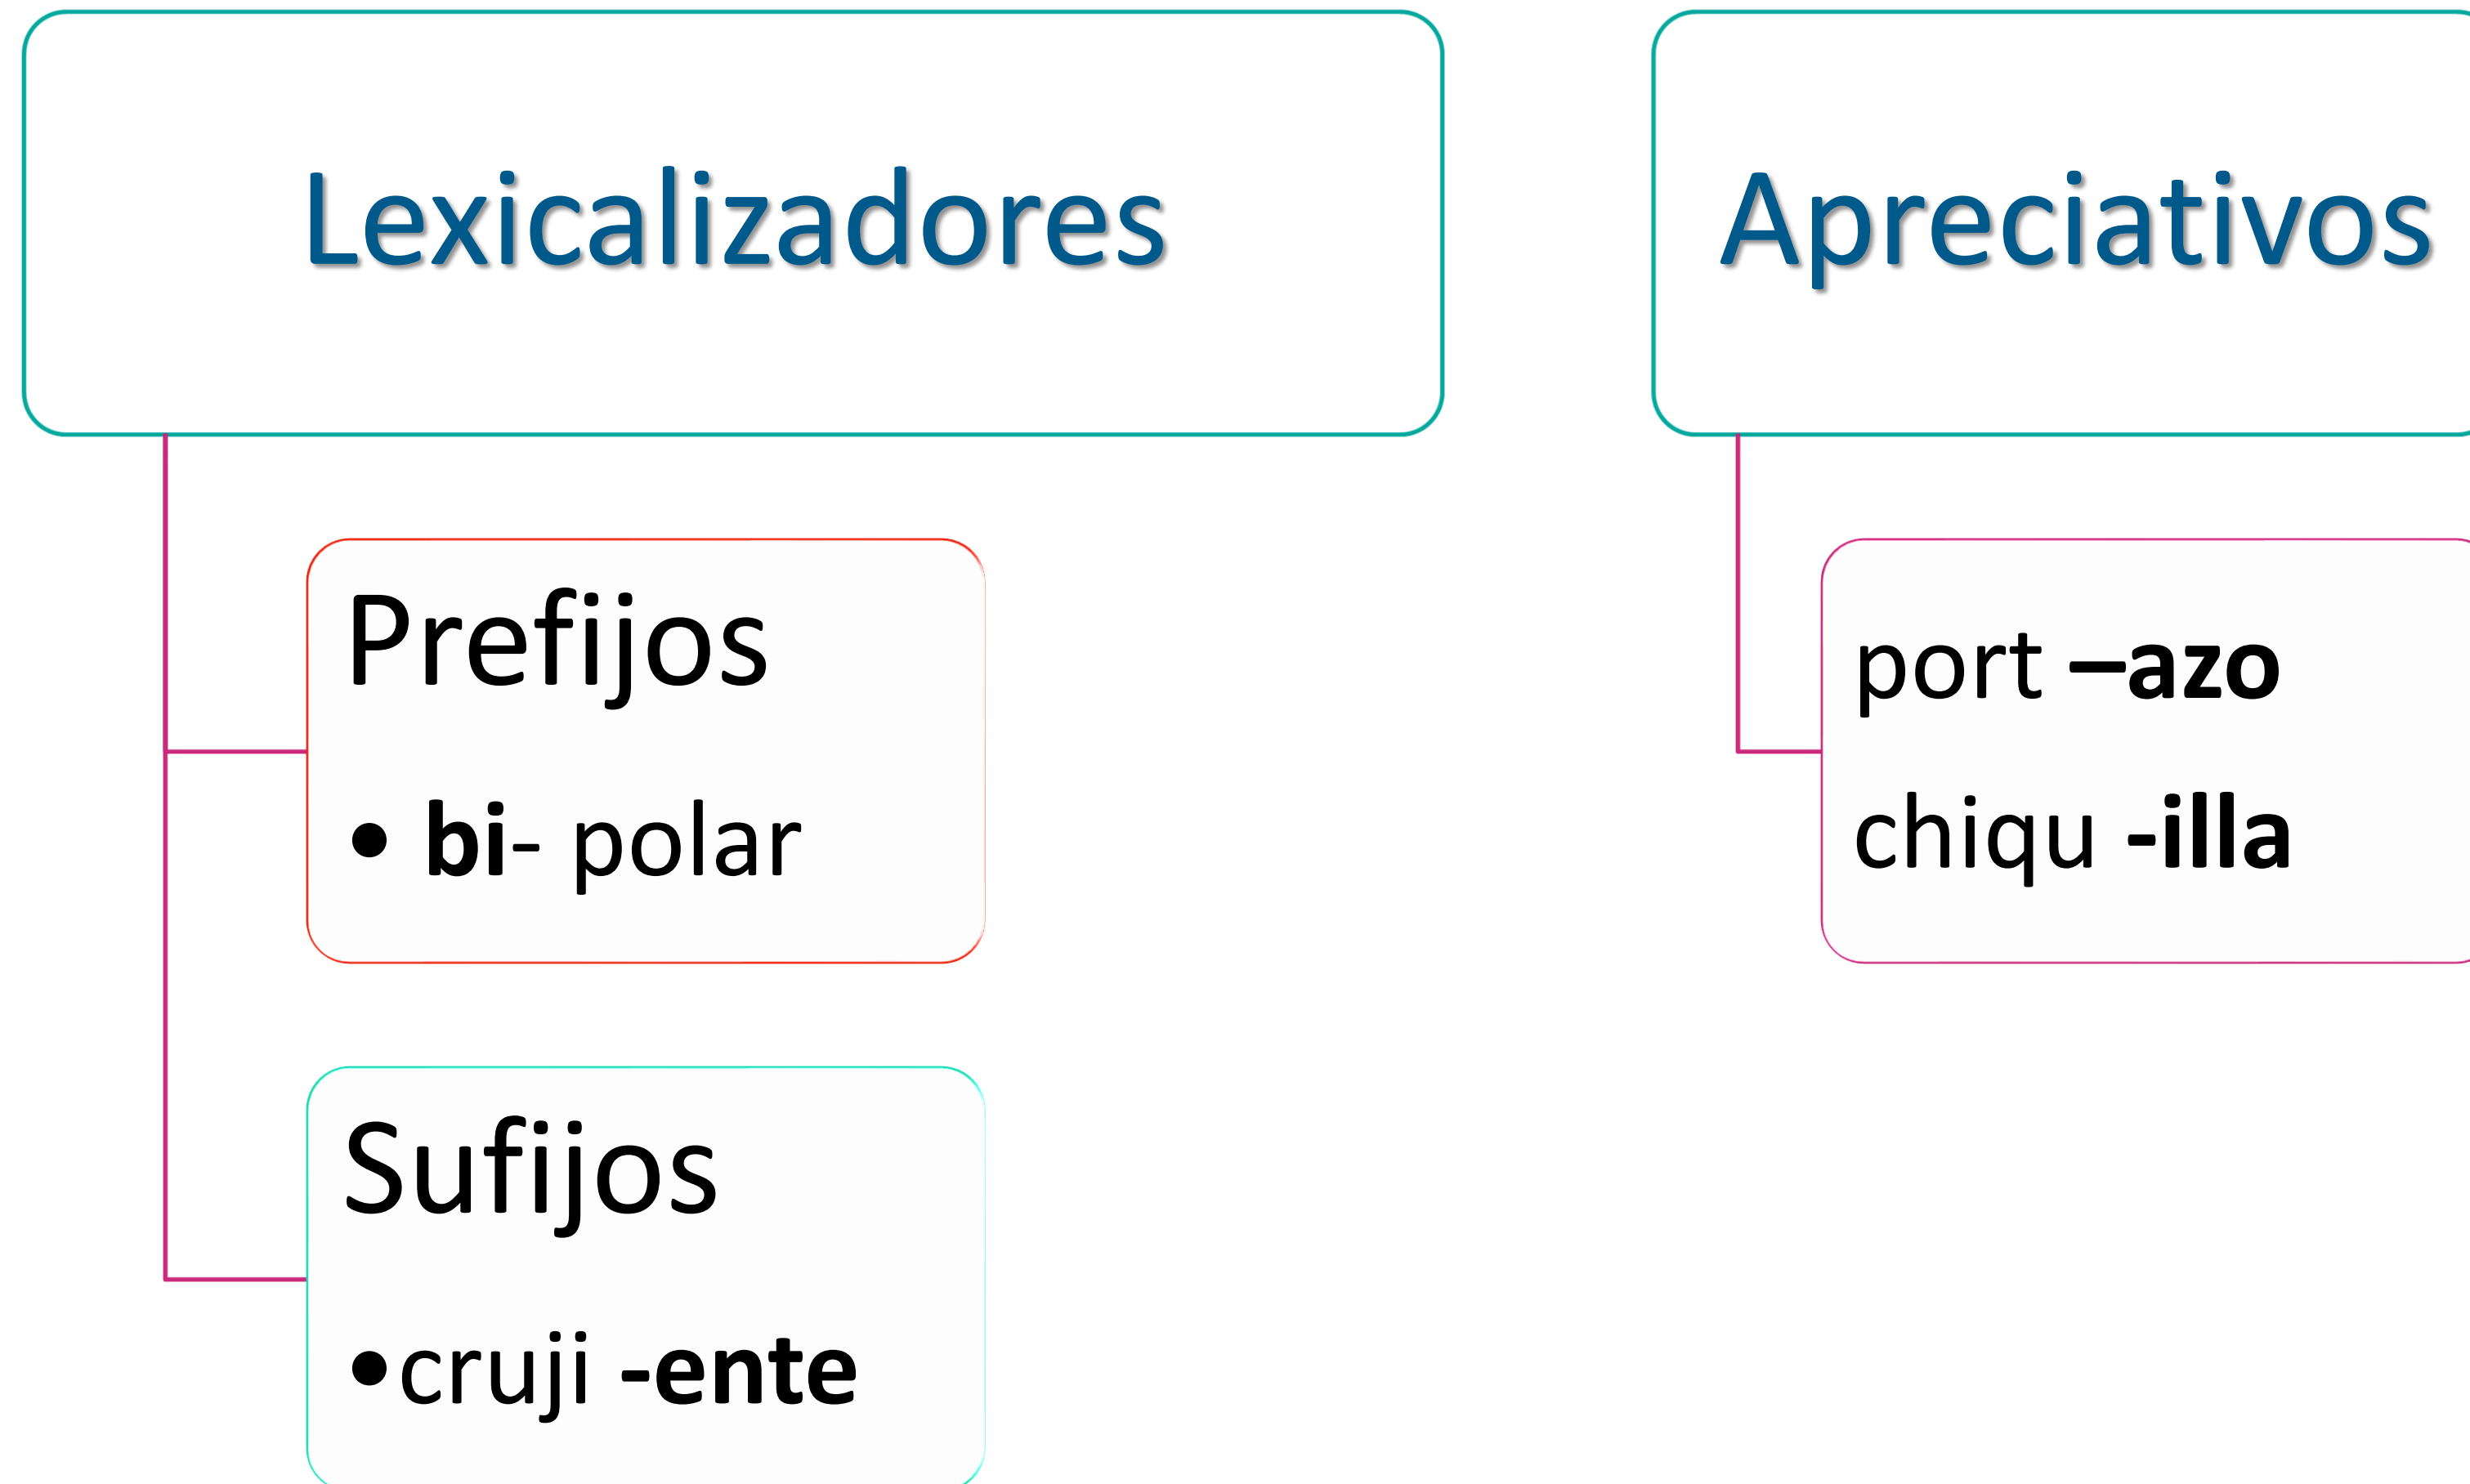 Lexicalizadores
Prefijos
• bi- polar
Sufijos
•cruji -ente
Apreciativos
port –azo
chiqu -illa